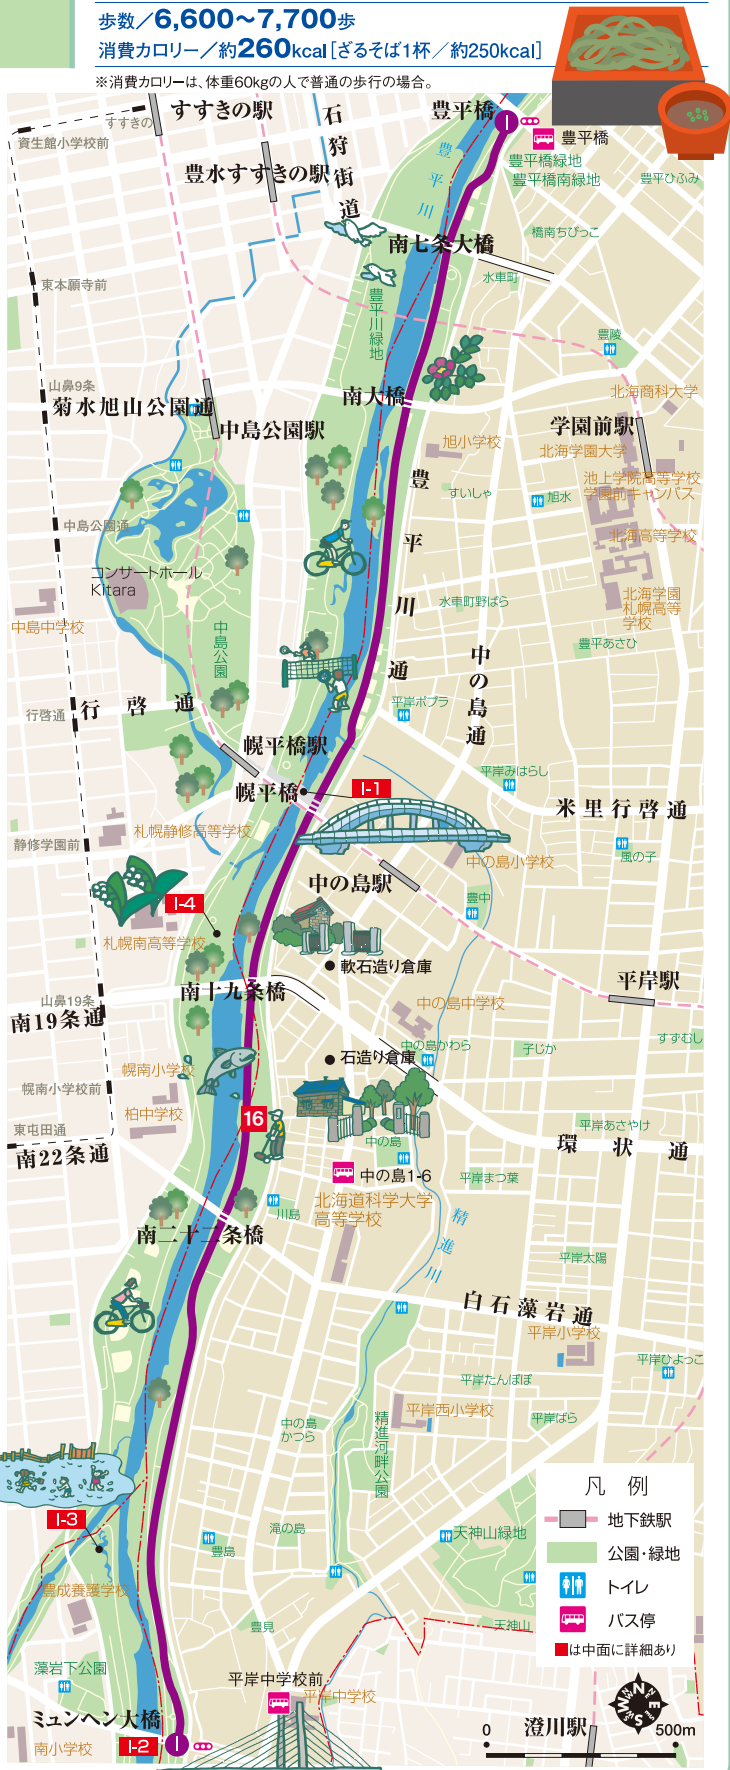 歩数／6,600〜7,700歩
消費カロリー／約260kcal［ざるそば1杯／約250kcal］
※消費カロリーは、体重60kgの人で普通の歩行の場合。
すすきの駅
すすきの
資生館小学校前
豊水すすきの駅
石狩街道
豊平橋
豊平橋
豊平橋緑地
豊平橋南緑地
豊平ひふみ
豊平川
南七条大橋
橋南ちびっこ
水車町
東本願寺前
豊平川緑地
豊陵
山鼻9条
菊水旭山公園通
南大橋
北海商科大学
中島公園駅
学園前駅
旭小学校
北海学園大学
池上学院高等学校
学園前キャンパス
すいしゃ
旭水
豊平川通
中島公園通
北海高等学校
コンサートホール
Kitara
水車町野ばら
北海学園
札幌高等
学校
中島中学校
中島公園
豊平あさひ
中の島通
行啓通
行啓通
平岸ポプラ
幌平橋駅
平岸みはらし
幌平橋
I-1
米里行啓通
札幌静修高等学校
静修学園前
中の島小学校
風の子
中の島駅
豊中
I-4
札幌南高等学校
軟石造り倉庫
平岸駅
南十九条橋
山鼻19条
南19条通
中の島中学校
すずむし
中の島かわら
子じか
石造り倉庫
幌南小学校
幌南小学校前
柏中学校
16
平岸あさやけ
東屯田通
南22条通
中の島
環状通
中の島1-6
平岸まつ葉
北海道科学大学
高等学校
川島
精進川
南二十二条橋
平岸太陽
白石藻岩通
平岸小学校
平岸ひよっこ
平岸たんぽぽ
中の島
かつら
平岸西小学校
平岸ばら
精進河畔公園
凡 例
I-3
地下鉄駅
滝の島
天神山緑地
豊島
公園・緑地
トイレ
豊成養護学校
天神山
バス停
豊見
は中面に詳細あり
藻岩下公園
平岸中学校前
平岸中学校
ミュンヘン大橋
N
E
S
W
澄川駅
0
500m
南小学校
I-2